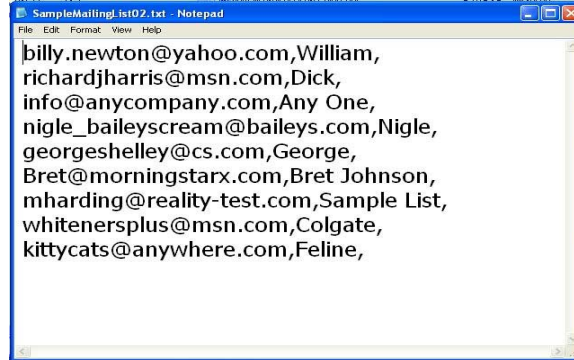 SampleMailingList02.txt - Notepad
File Edit Format View Help
billy.newton@yahoo.com,William,
richardjharris@msn.com,Dick,
info@anycompany.com,Any One,
nigle_baileyscream@baileys.com,Nigle,
georgeshelley@cs.com,George,
Bret@morningstarx.com,Bret Johnson,
mharding@reality-test.com,Sample List,
whitenersplus@msn.com,Colgate,
kittycats@anywhere.com,Feline,